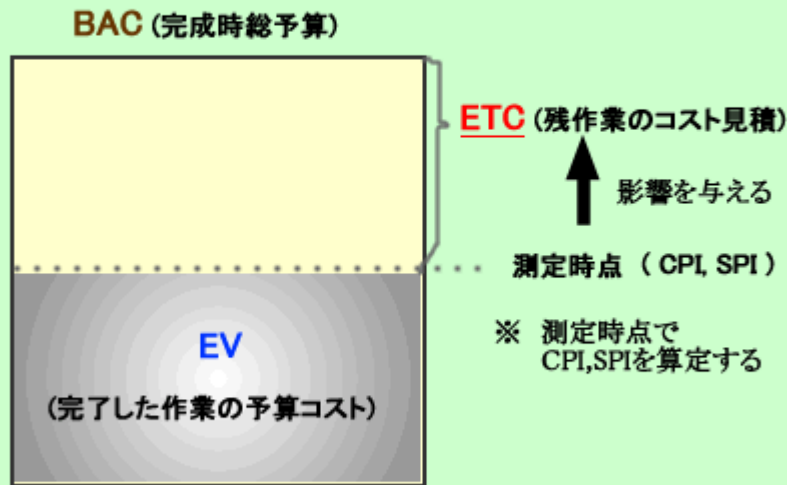 BAC (完成時総予算)
ETC (残作業のコスト見積)
影響を与える
測定時点 ( CPI, SPI )
※ 測定時点で
CPI,SPIを算定する
EV
(完了した作業の予算コスト)